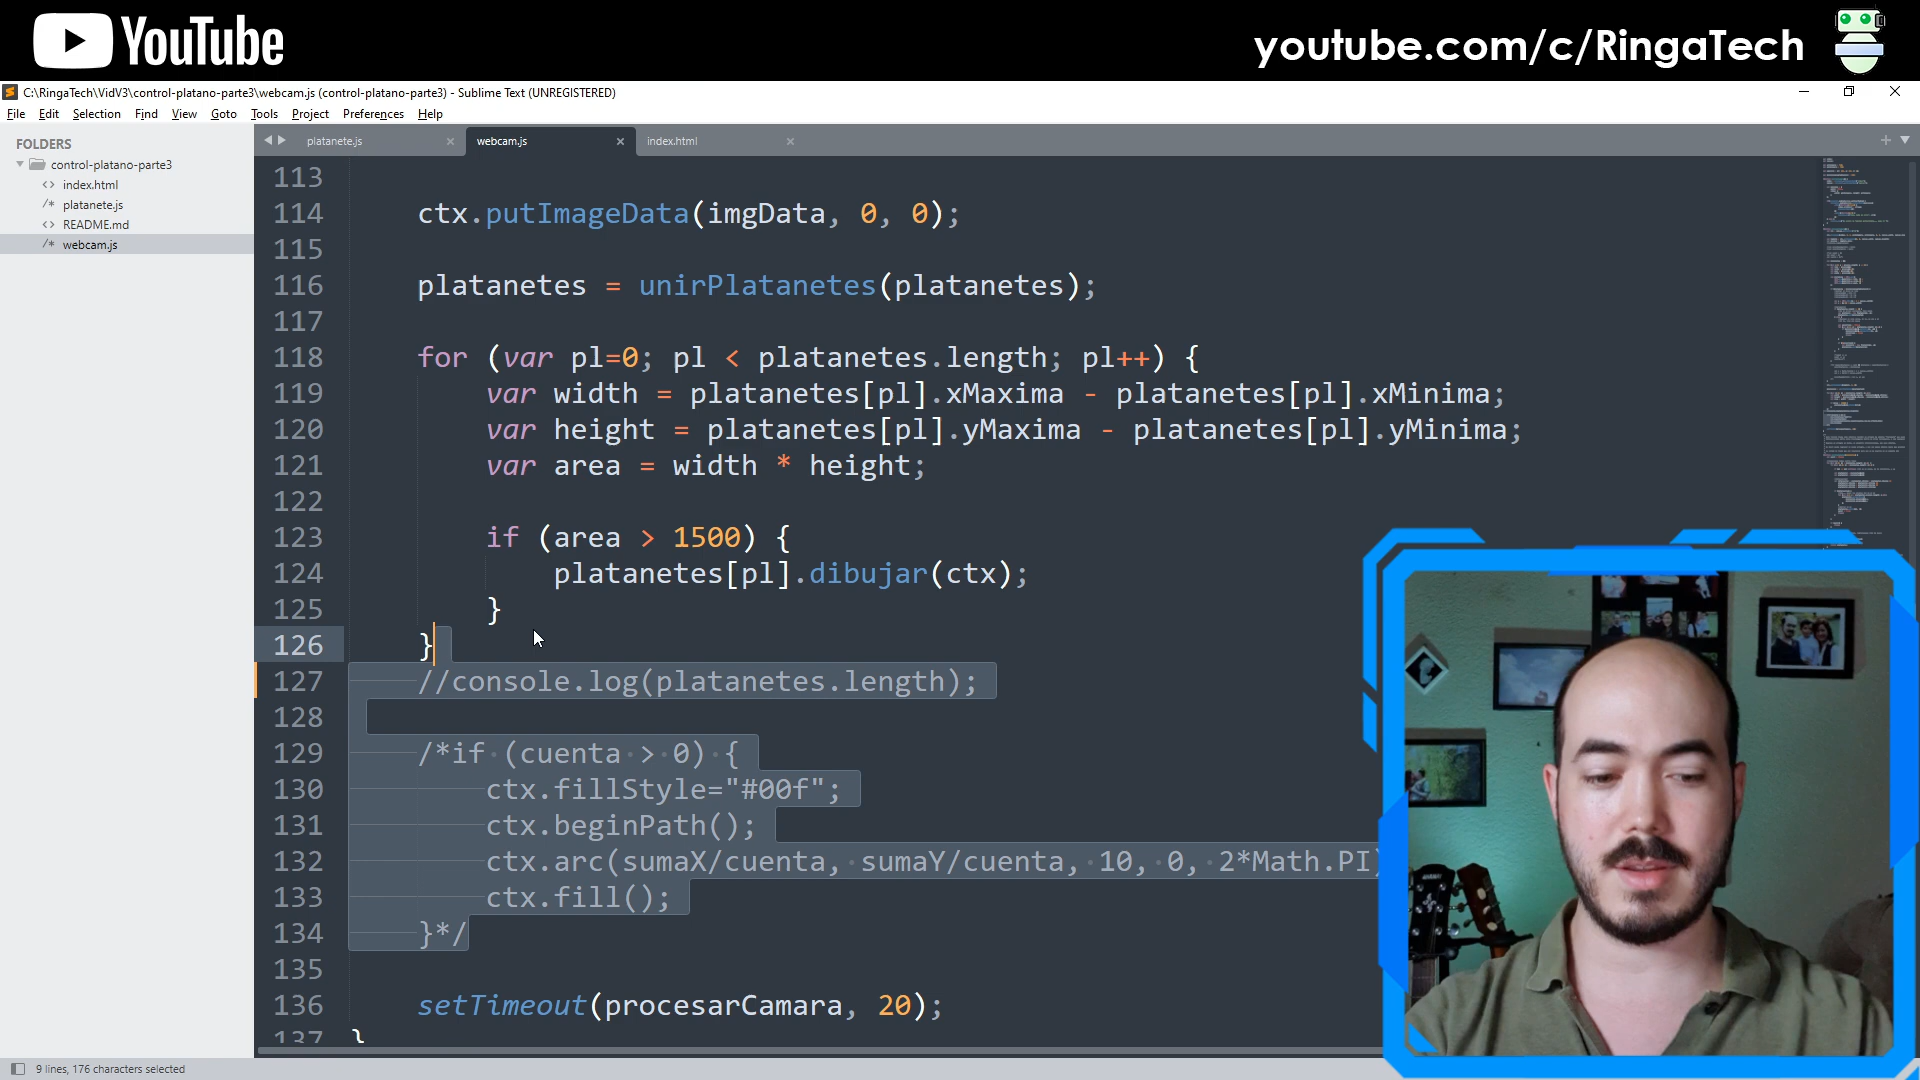 YouTube
youtube.com/c/RingaTech
C:\RingaTech\VidV3\control-platano-parte3\webcam.js (control-platano-parte3) - Sublime Text (UNREGISTERED)
File Edit Selection Find View Goto Tools Project Preferences Help
FOLDERS
control-platano-parte3
index.html
platanete.js
README.md
webcam.js
platanete.js webcam.js index.html
113
114 ctx.putImageData(imgData, 0, 0);
115
116 platanetes = unirPlatanetes(platanetes);
117
118 for (var pl=0; pl < platanetes.length; pl++) {
119 var width = platanetes[pl].xMaxima - platanetes[pl].xMinima;
120 var height = platanetes[pl].yMaxima - platanetes[pl].yMinima;
121 var area = width * height;
122
123 if (area > 1500) {
124 platanetes[pl].dibujar(ctx);
125 }
126 }
127 //console.log(platanetes.length);
128
129 /*if (cuenta > 0) {
130 ctx.fillStyle="#00f";
131 ctx.beginPath();
132 ctx.arc(sumaX/cuenta, sumaY/cuenta, 10, 0, 2*Math.PI)
133 ctx.fill();
134 }*/
135
136 setTimeout(procesarCamara, 20);
137 }
9 lines, 176 characters selected